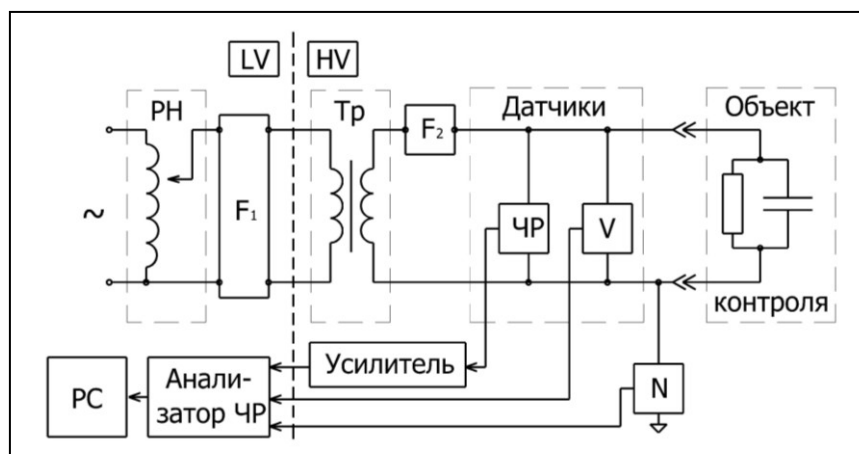 LV
HV
РН
Тр
F₂
Датчики
Объект
F₁
~
ЧР
V
контроля
Усилитель
PC
Анали-
затор ЧР
N